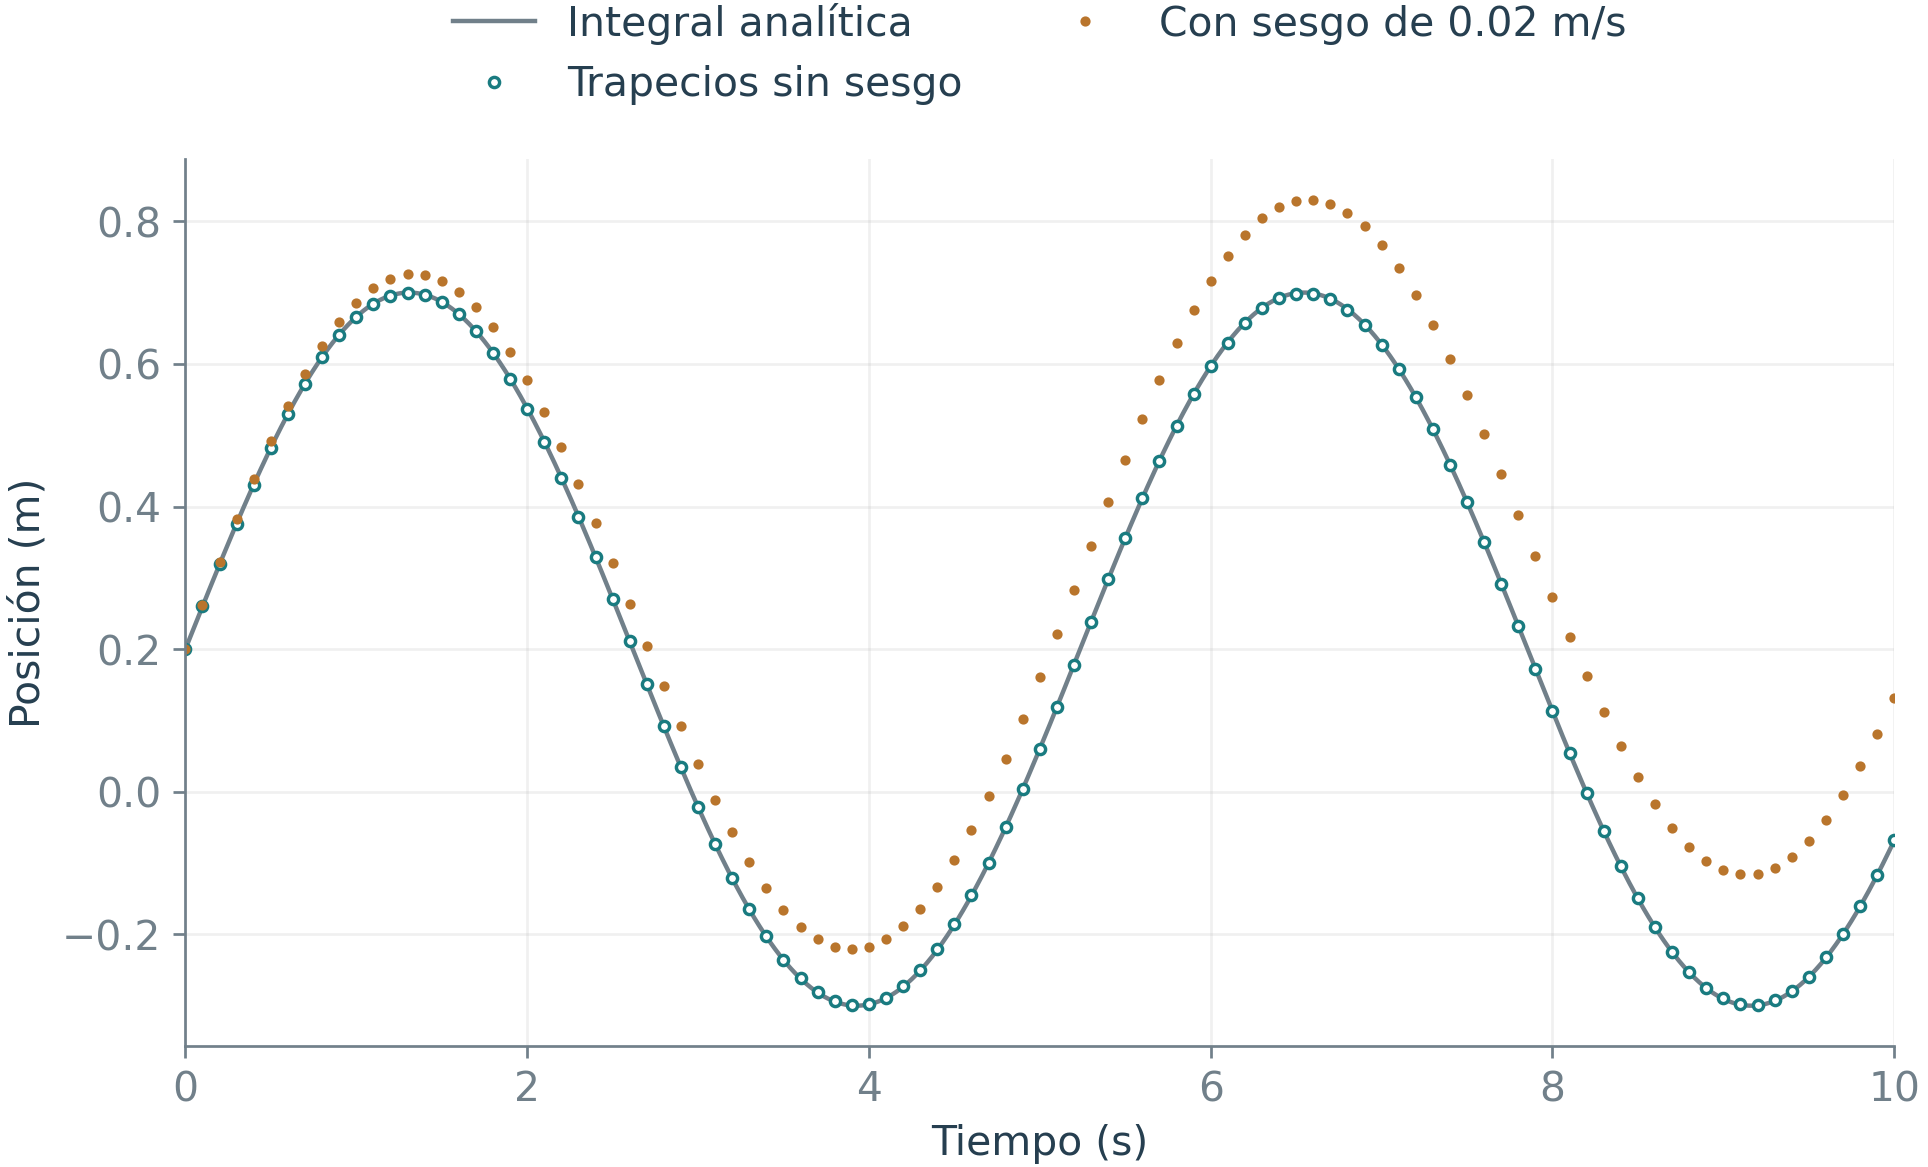 Integral analítica
Trapecios sin sesgo
Con sesgo de 0.02 m/s
Posición (m)
0.8
0.6
0.4
0.2
0.0
−0.2
0 2 4 6 8 10
Tiempo (s)